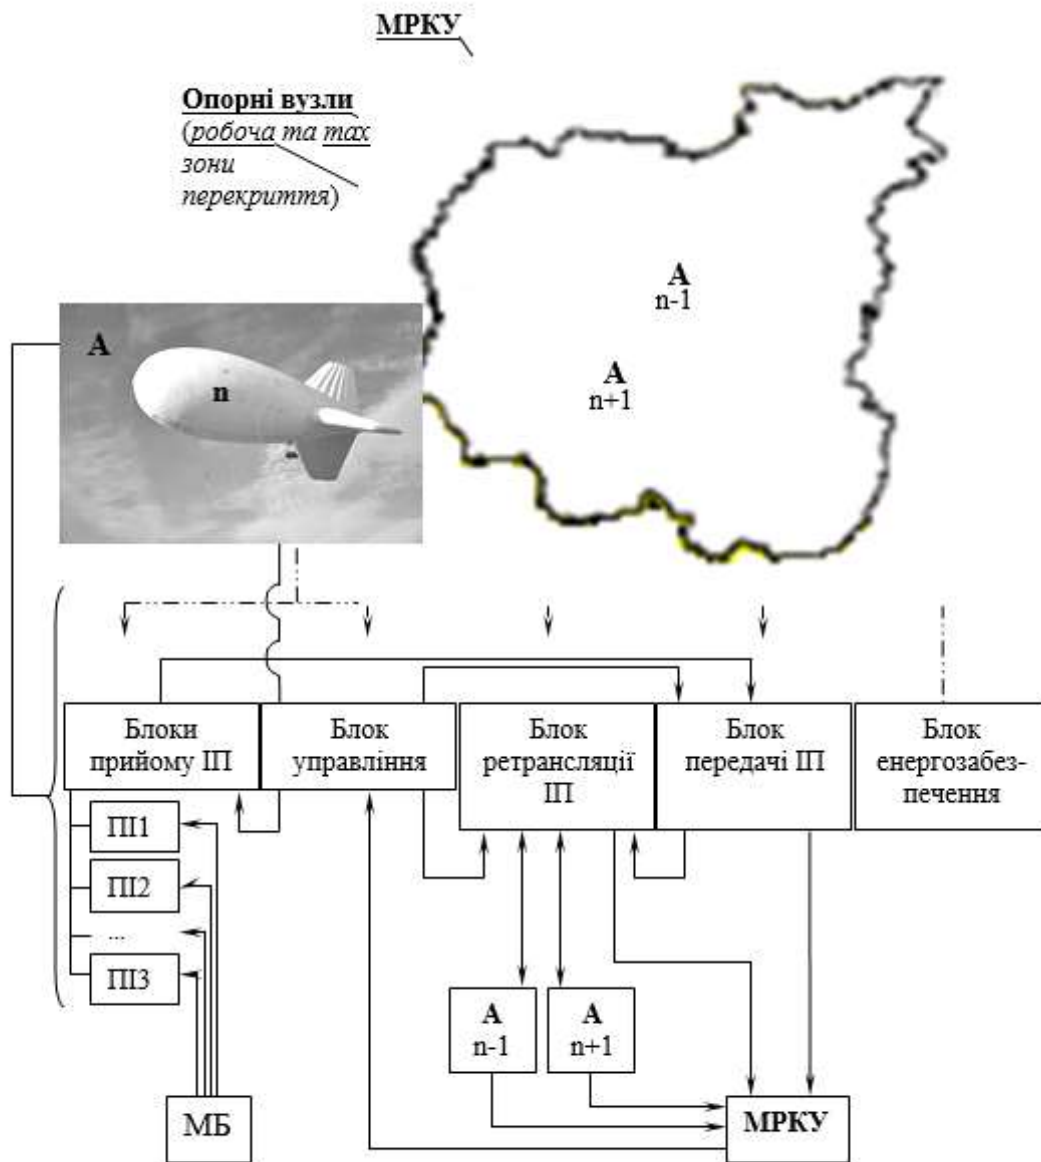 МРКУ
Опорні вузли
(робоча та max
зони
перекриття)
А
n-1
А
n+1
А
n
Блоки
прийому ІП
Блок
управління
Блок
ретрансляції
ІП
Блок
передачі ІП
Блок
енергозабез-
печення
ПІ1
ПІ2
...
ПІ3
А
n-1
А
n+1
МБ
МРКУ